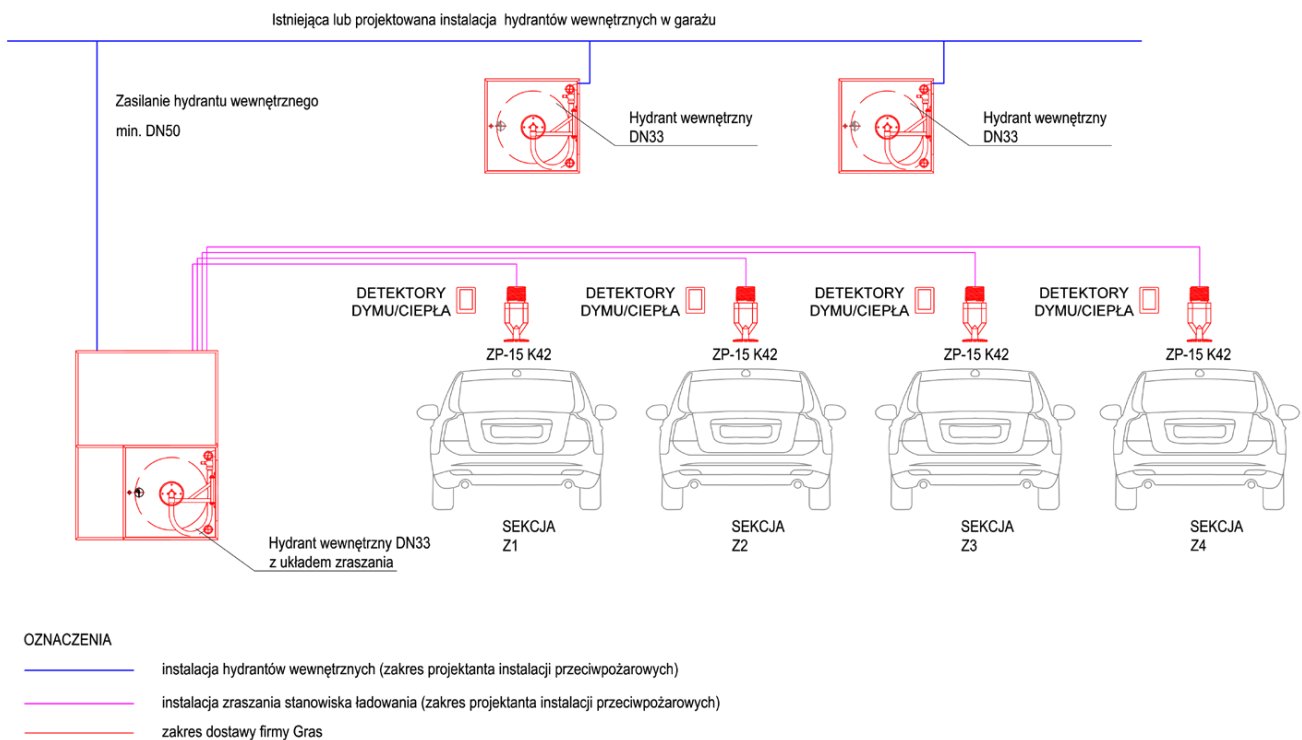 Istniejąca lub projektowana instalacja hydrantów wewnętrznych w garażu
Zasilanie hydrantu wewnętrznego
min. DN50
Hydrant wewnętrzny
DN33
Hydrant wewnętrzny
DN33
DETEKTORY
DYMU/CIEPŁA
DETEKTORY
DYMU/CIEPŁA
DETEKTORY
DYMU/CIEPŁA
DETEKTORY
DYMU/CIEPŁA
ZP-15 K42
ZP-15 K42
ZP-15 K42
ZP-15 K42
SEKCJA
Z1
SEKCJA
Z2
SEKCJA
Z3
SEKCJA
Z4
Hydrant wewnętrzny DN33
z układem zraszania
OZNACZENIA
instalacja hydrantów wewnętrznych (zakres projektanta instalacji przeciwpożarowych)
instalacja zraszania stanowiska ładowania (zakres projektanta instalacji przeciwpożarowych)
zakres dostawy firmy Gras